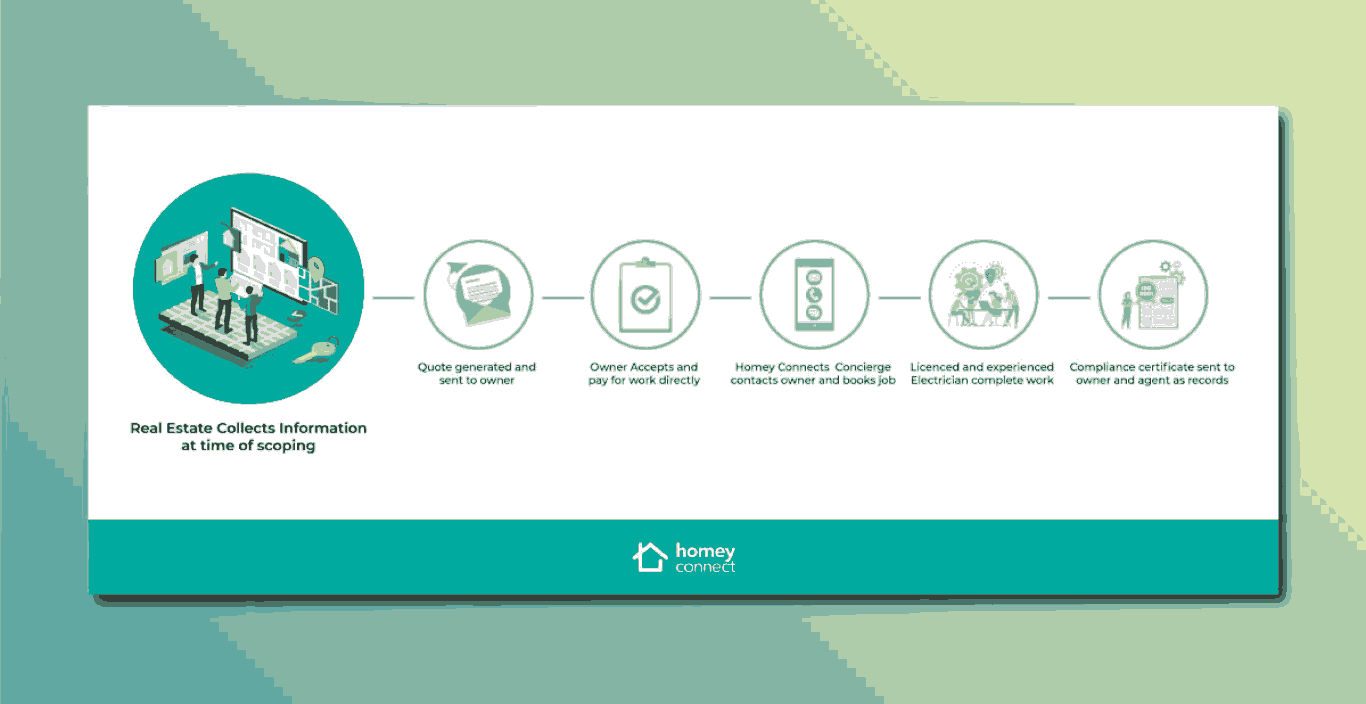 Real Estate Collects Information
at time of scoping
Quote generated and
sent to owner
Owner Accepts and
pay for work directly
Homey Connects Concierge
contacts owner and books job
Licenced and experienced
Electrician complete work
Compliance certificate sent to
owner and agent as records
homey
connect